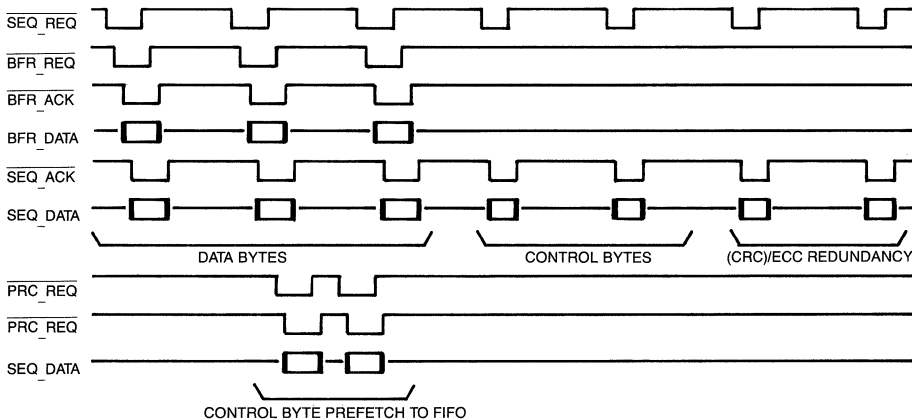 SEQ_REQ
BFR_REQ
BFR_ACK
BFR_DATA
SEQ_ACK
SEQ_DATA
DATA BYTES CONTROL BYTES (CRC)/ECC REDUNDANCY
PRC_REQ
PRC_REQ
SEQ_DATA
CONTROL BYTE PREFETCH TO FIFO